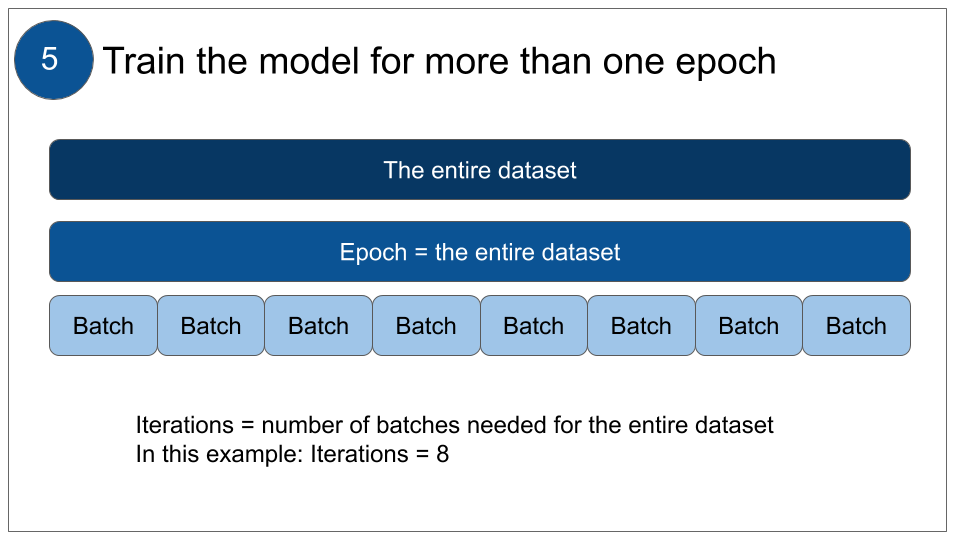 5
Train the model for more than one epoch
The entire dataset
Epoch = the entire dataset
Batch Batch Batch Batch Batch Batch Batch Batch
Iterations = number of batches needed for the entire dataset
In this example: Iterations = 8